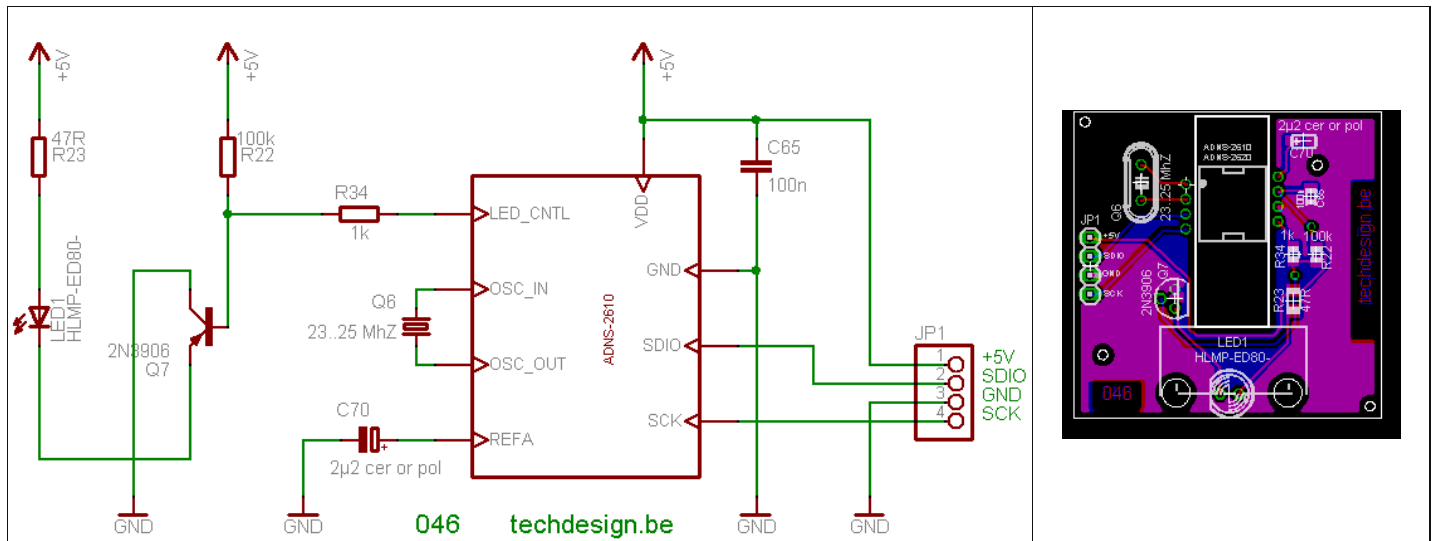 +5V
+5V
+5V
47R
R23
100k
R22
C65
100n
R34
1k
LED_CNTL
VDD
GND
LED1
HLMP-ED80-
OSC_IN
Q6
23..25 MhZ
ADNS-2610
OSC_OUT
SDIO
2N3906
Q7
JP1
1
2
3
4
+5V
SDIO
GND
SCK
C70
+
2µ2 cer or pol
REFA
SCK
GND
GND
GND
GND
046
techdesign.be
2µ2 cer or pol
ADNS-2610
ADNS-2620
C70
Q6
23..25 MhZ
100n
JP1
+5V
SDIO
GND
SCK
1k
100k
R34
R22
Q7
2N3906
R23
47R
techdesign.be
LED1
HLMP-ED80-
046